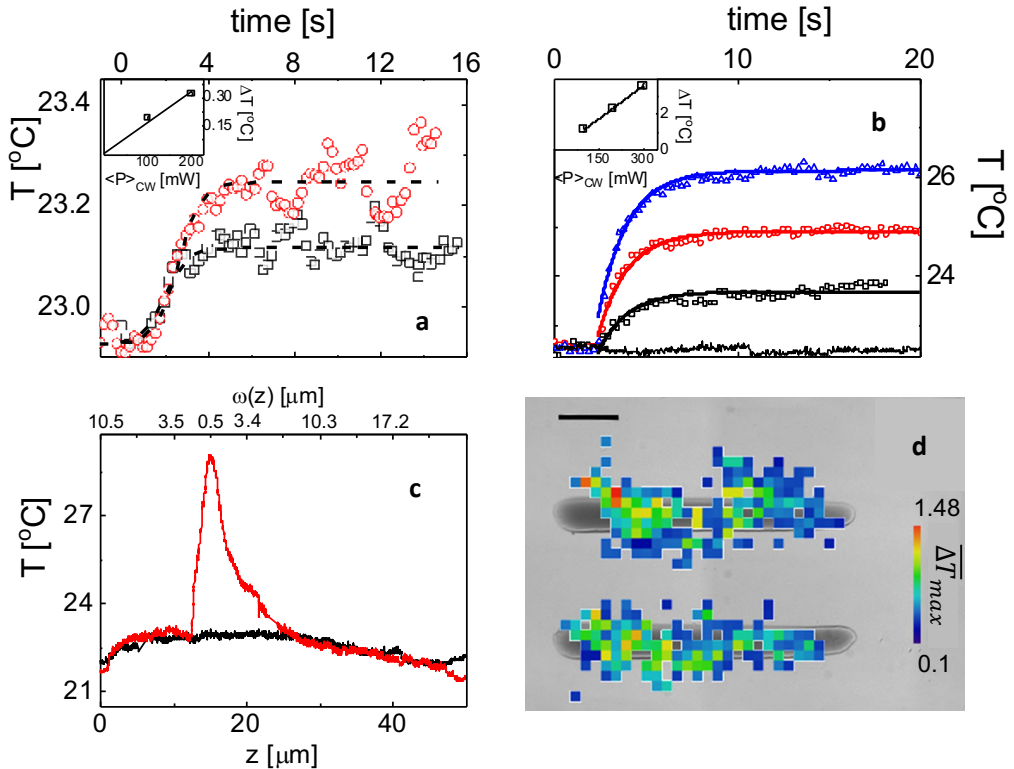 time [s]
0 4 8 12 16
23.4
23.2
23.0
T [°C]
0.30
0.15
ΔT [°C]
100 200
<P>CW [mW]
a
time [s]
0 10 20
26
24
T [°C]
2
0
ΔT [°C]
150 300
<P>CW [mW]
b
ω(z) [μm]
10.5 3.5 0.5 3.4 10.3 17.2
27
24
21
T [°C]
0 20 40
z [μm]
c
d
1.48
ΔT max
0.1